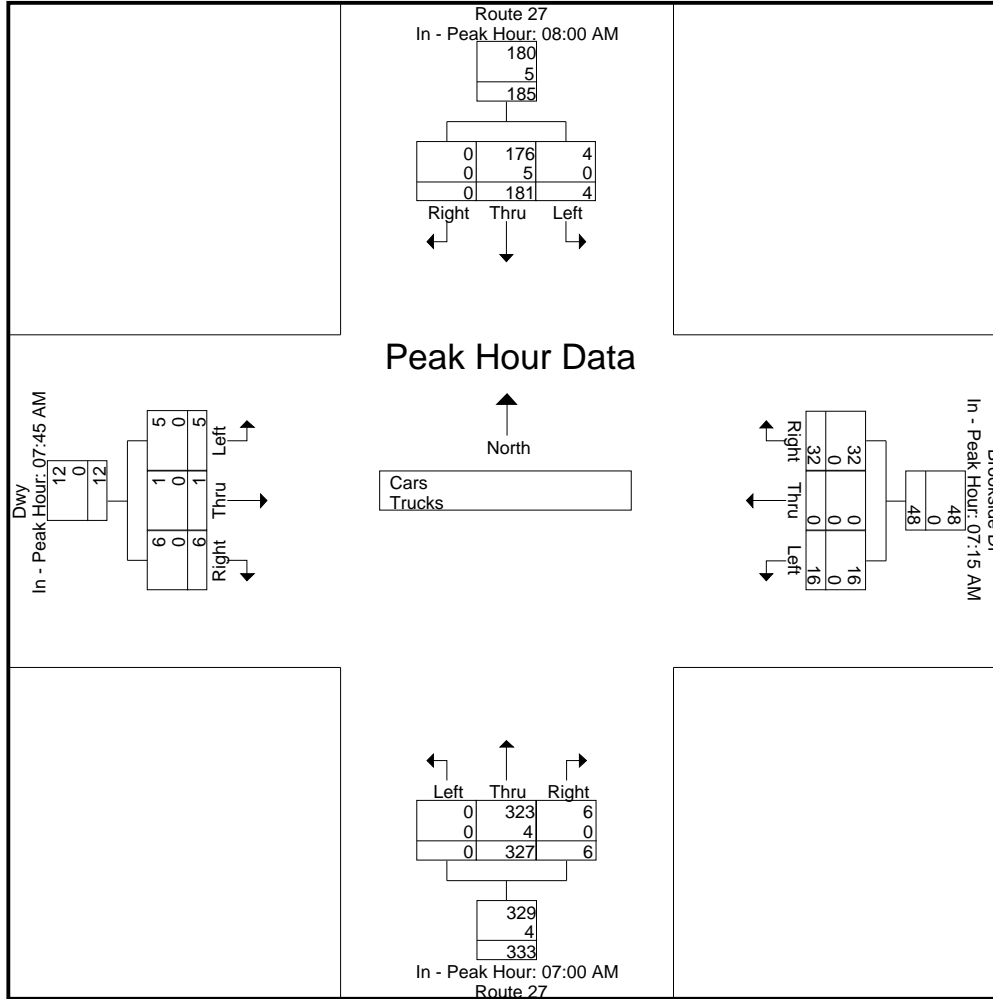 Route 27
In - Peak Hour: 08:00 AM
180
5
185
0 176 4
0 5 0
0 181 4
Right Thru Left
Peak Hour Data
North
Cars
Trucks
Dwy
In - Peak Hour: 07:45 AM
12
0
12
Left
5 0 5
Thru
1 0 1
Right
6 0 6
Brookside Dr
In - Peak Hour: 07:15 AM
48
0
48
Right
32 0 32
Thru
0 0 0
Left
16 0 16
Left Thru Right
0 323 6
0 4 0
0 327 6
329
4
333
In - Peak Hour: 07:00 AM
Route 27